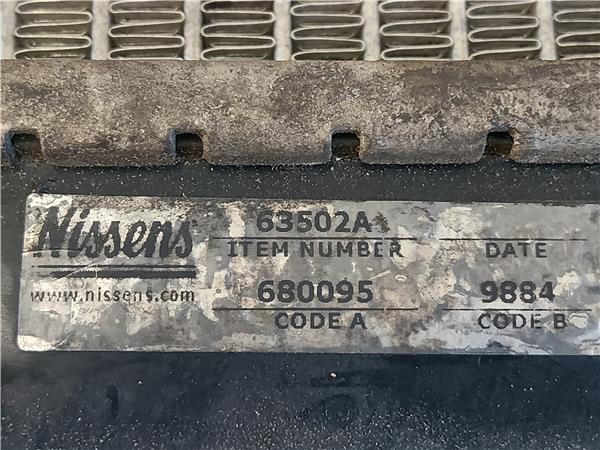 Nissens
www.nissens.com
63502A
ITEM NUMBER
DATE
680095
9884
CODE A
CODE B